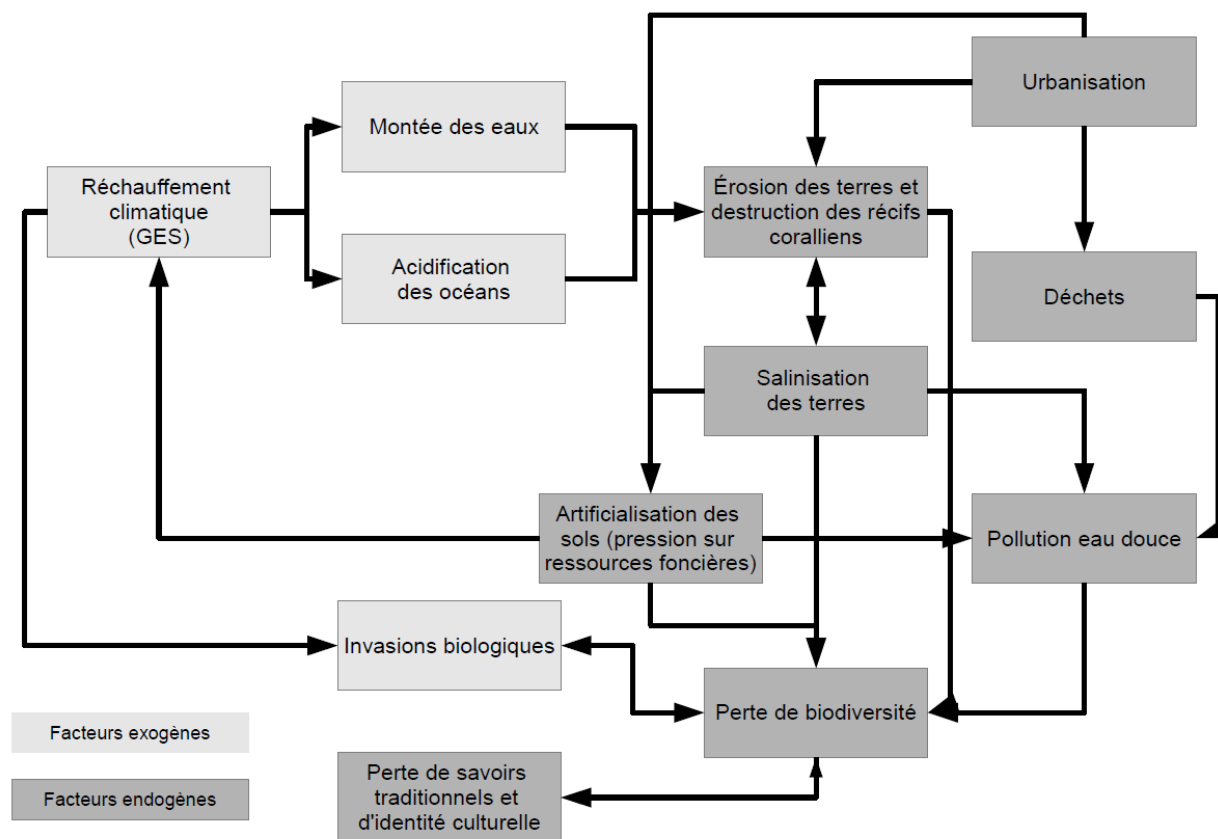 Urbanisation
Montée des eaux
Réchauffement
climatique
(GES)
Érosion des terres et
destruction des récifs
coralliens
Acidification
des océans
Déchets
Salinisation
des terres
Artificialisation des
sols (pression sur
ressources foncières)
Pollution eau douce
Invasions biologiques
Perte de biodiversité
Facteurs exogènes
Facteurs endogènes
Perte de savoirs
traditionnels et
d'identité culturelle